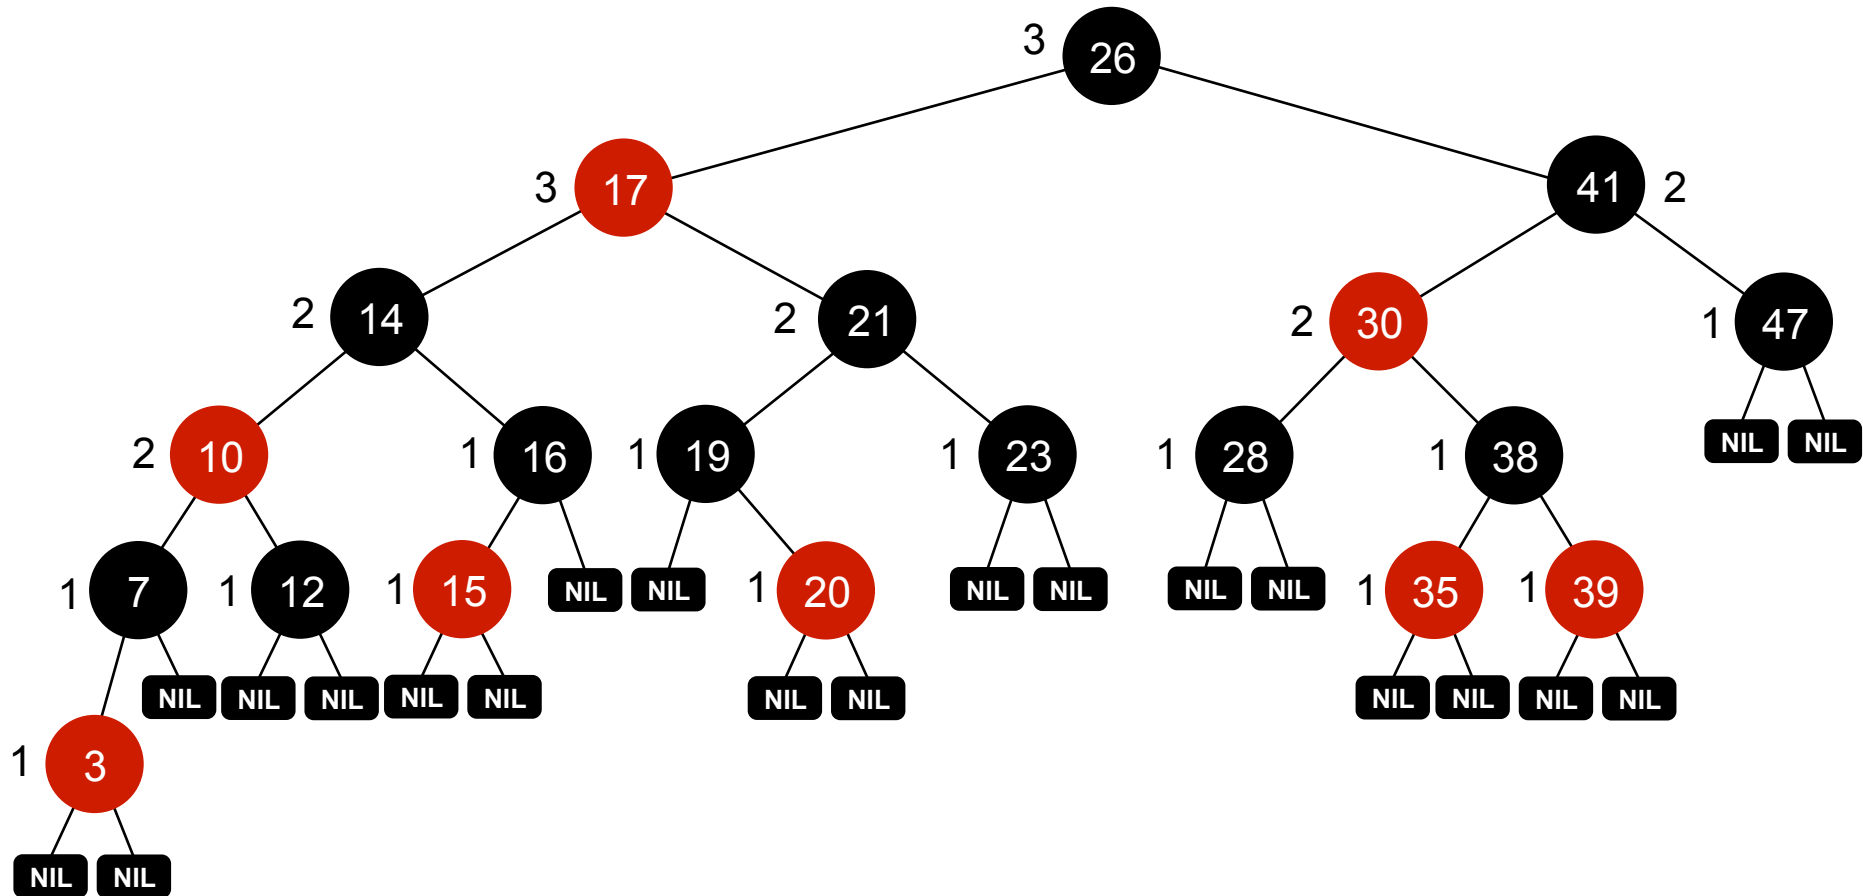 3 26
3 17 41 2
2 14 2 21 2 30 1 47
NIL NIL
2 10 1 16 1 19 1 23 1 28 1 38
1 7 1 12 1 15 NIL NIL 1 20 NIL NIL NIL NIL 1 35 1 39
NIL NIL NIL NIL NIL NIL NIL NIL NIL NIL NIL
1 3
NIL NIL